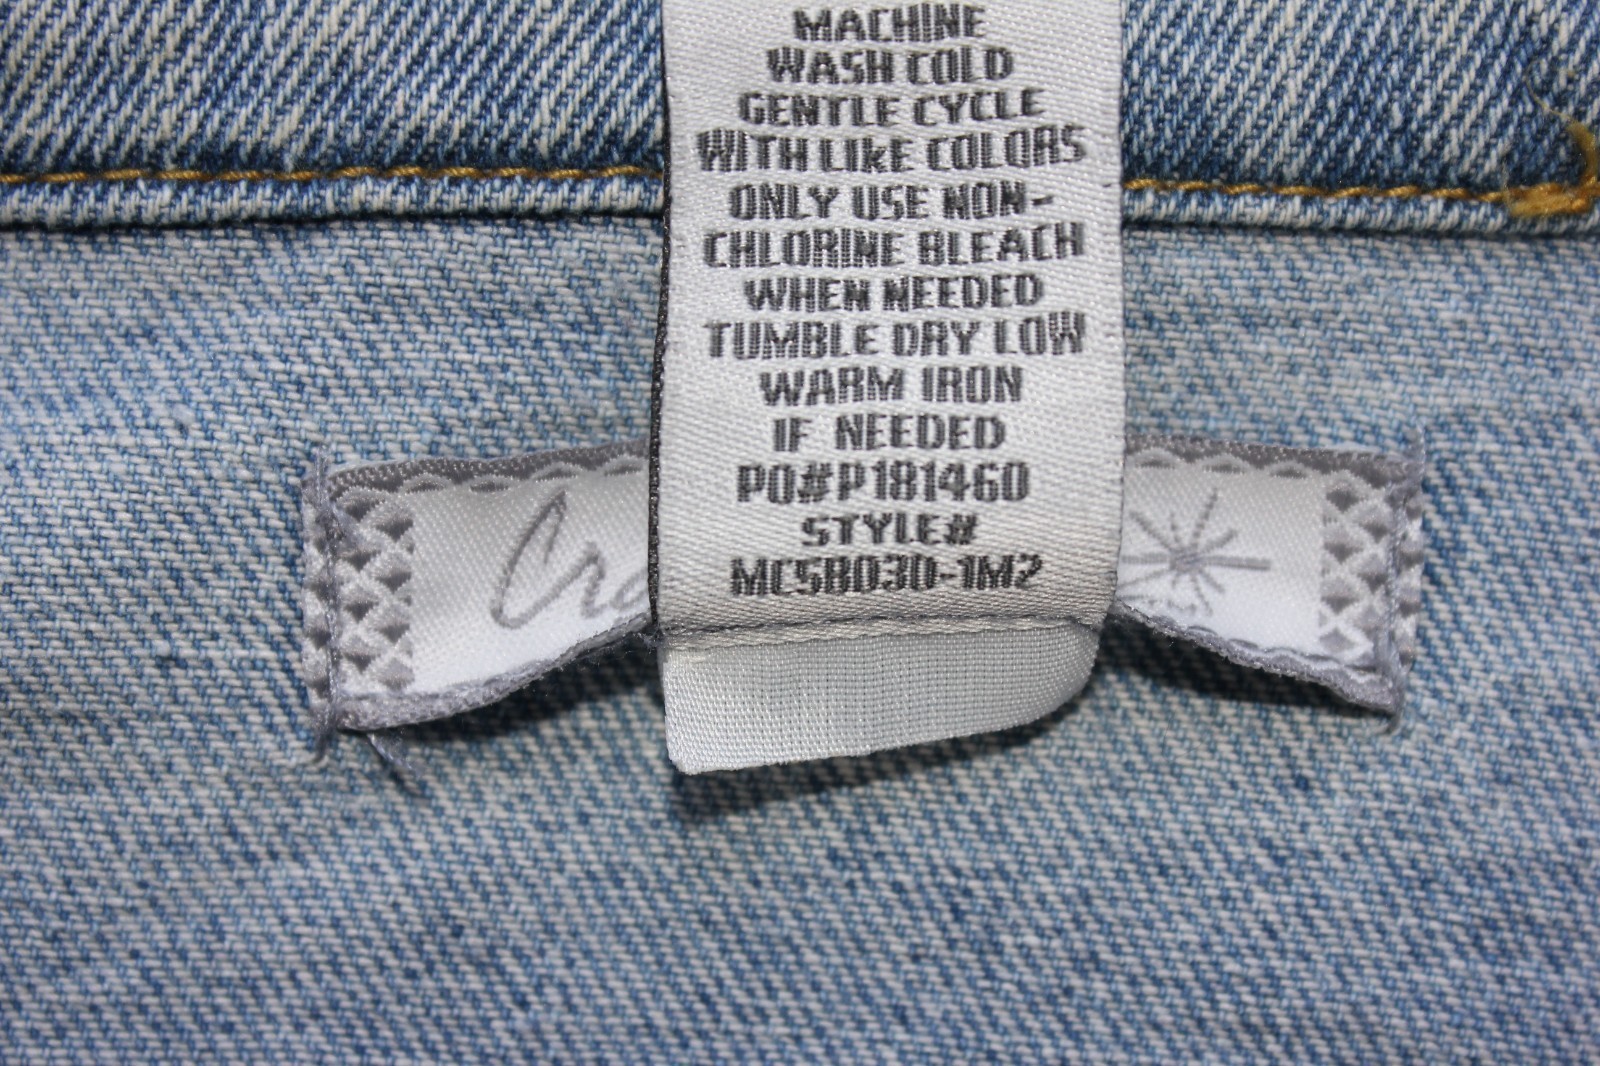 MACHINE
WASH COLD
GENTLE CYCLE
WITH LIKE COLORS
ONLY USE NON-
CHLORINE BLEACH
WHEN NEEDED
TUMBLE DRY LOW
WARM IRON
IF NEEDED
PO#P181460
STYLE#
MCSB030-1M2